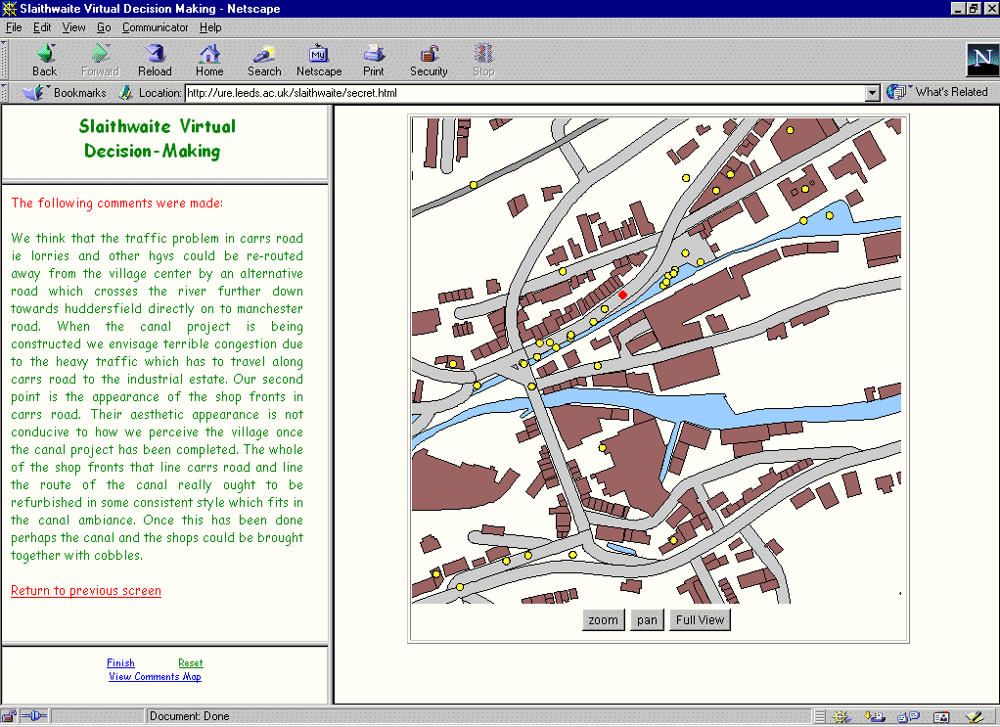 Slaithwaite Virtual Decision Making - Netscape
File Edit View Go Communicator Help
Back Forward Reload Home Search Netscape Print Security Stop
My
N
Bookmarks Location: http://ure.leeds.ac.uk/slaithwaite/secret.html What's Related
Slaithwaite Virtual
Decision-Making
The following comments were made:
We think that the traffic problem in carrs road
ie lorries and other hgvs could be re-routed
away from the village center by an alternative
road which crosses the river further down
towards huddersfield directly on to manchester
road. When the canal project is being
constructed we envisage terrible congestion due
to the heavy traffic which has to travel along
carrs road to the industrial estate. Our second
point is the appearance of the shop fronts in
carrs road. Their aesthetic appearance is not
conducive to how we perceive the village once
the canal project has been completed. The whole
of the shop fronts that line carrs road and line
the route of the canal really ought to be
refurbished in some consistent style which fits in
the canal ambiance. Once this has been done
perhaps the canal and the shops could be brought
together with cobbles.
Return to previous screen
zoom pan Full View
Finish Reset
View Comments Map
Document: Done